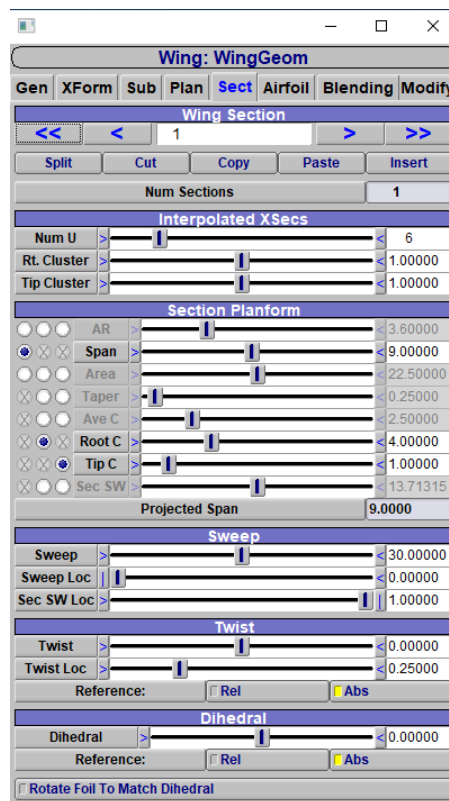 Wing: WingGeom
Gen XForm Sub Plan Sect Airfoil Blending Modify
Wing Section
<< < 1 > >>
Split Cut Copy Paste Insert
Num Sections 1
Interpolated XSecs
Num U > < 6
Rt. Cluster > < 1.00000
Tip Cluster > < 1.00000
Section Planform
AR > < 3.60000
Span > < 9.00000
Area > < 22.50000
Taper > < 0.25000
Ave C > < 2.50000
Root C > < 4.00000
Tip C > < 1.00000
Sec SW > < 13.71315
Projected Span 9.0000
Sweep
Sweep > < 30.00000
Sweep Loc | < 0.00000
Sec SW Loc > | 1.00000
Twist
Twist > < 0.00000
Twist Loc > < 0.25000
Reference: Rel Abs
Dihedral
Dihedral > < 0.00000
Reference: Rel Abs
Rotate Foil To Match Dihedral